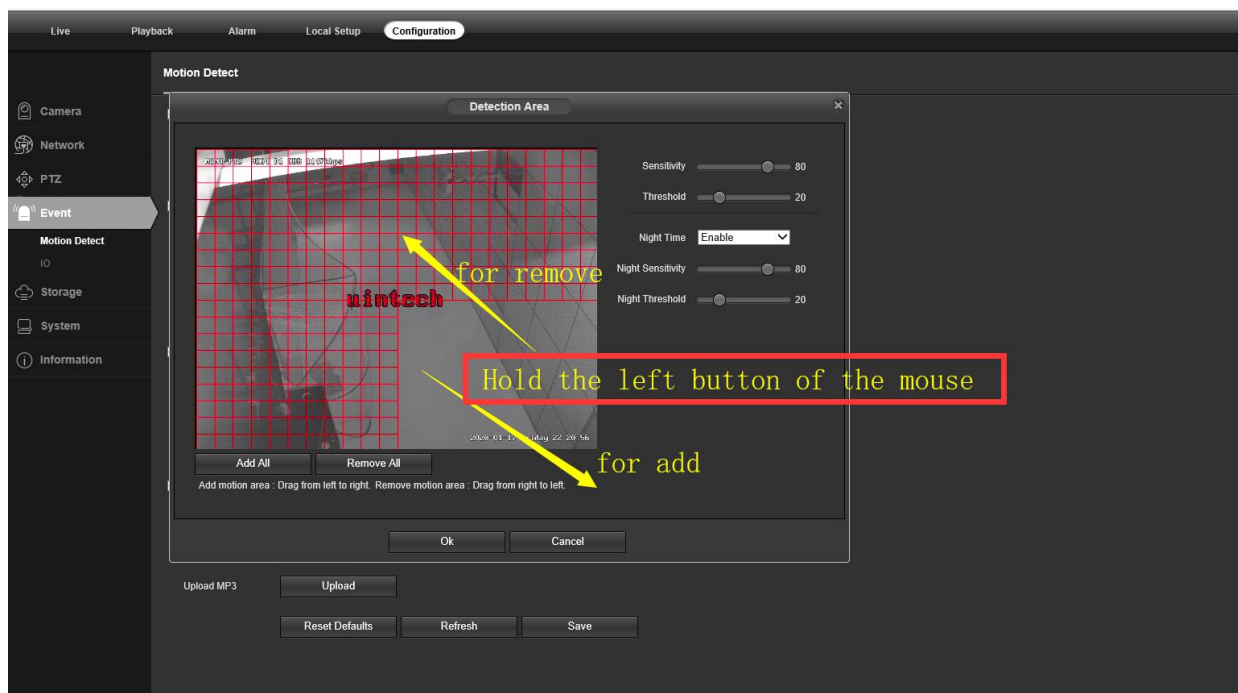 Live Playback Alarm Local Setup Configuration
Motion Detect
Camera
Network
PTZ
Event
Motion Detect
IO
Storage
System
Information
Detection Area
Sensitivity 80
Threshold 20
Night Time Enable
Night Sensitivity 80
Night Threshold 20
for remove
uintech
Hold the left button of the mouse
22:20:56
for add
Add All Remove All
Add motion area : Drag from left to right. Remove motion area : Drag from right to left.
Ok Cancel
Upload MP3 Upload
Reset Defaults Refresh Save